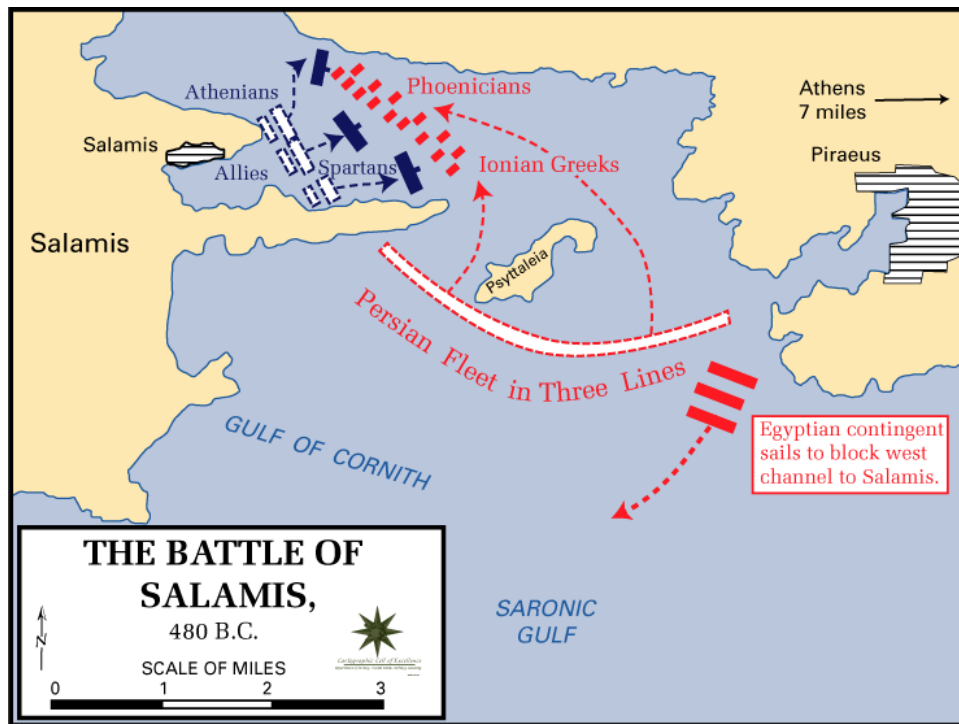 Athenians
Phoenicians
Athens
7 miles
Salamis
Allies
Spartans
Ionian Greeks
Piraeus
Salamis
Psyttaleia
Persian Fleet in Three Lines
GULF OF CORNITH
Egyptian contingent
sails to block west
channel to Salamis.
THE BATTLE OF
SALAMIS,
480 B.C.
N
SCALE OF MILES
0 1 2 3
Cartographic Cell of Excellence
SARONIC
GULF